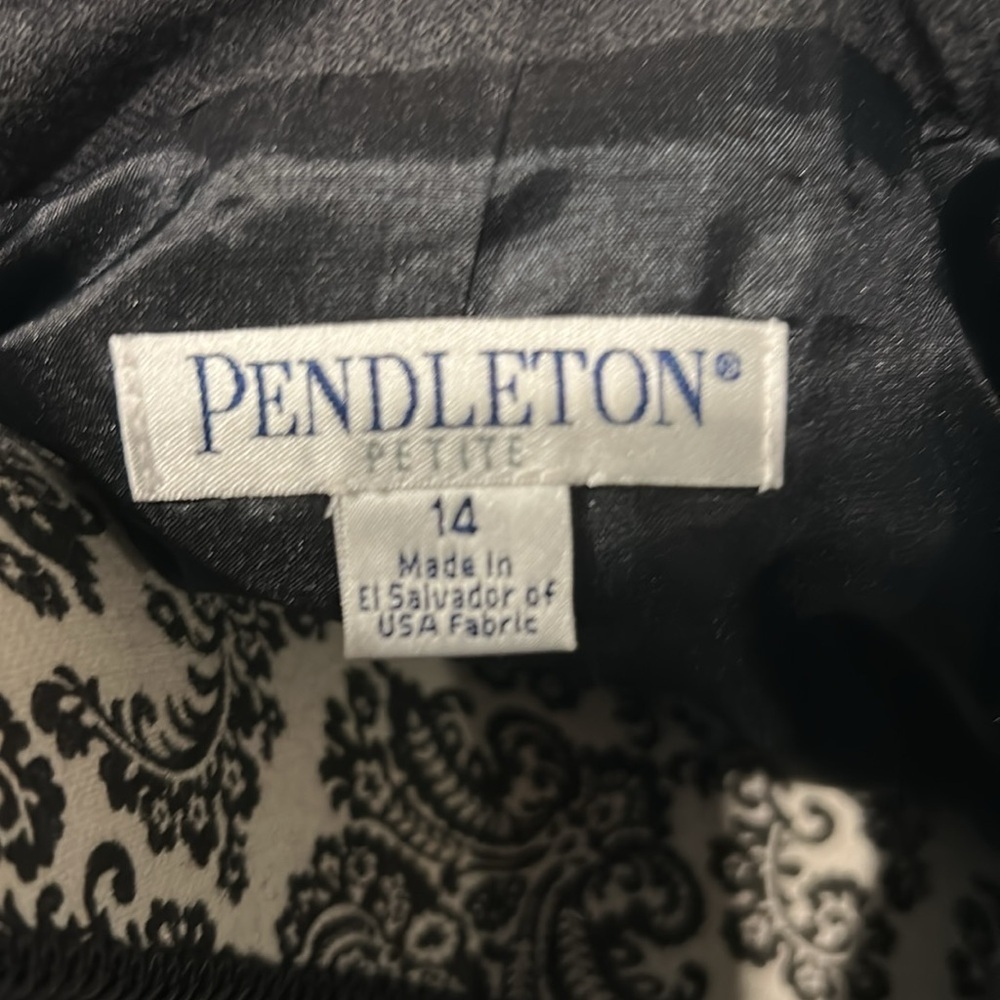 PENDLETON®
PETITE
14
Made In
El Salvador of
USA Fabric